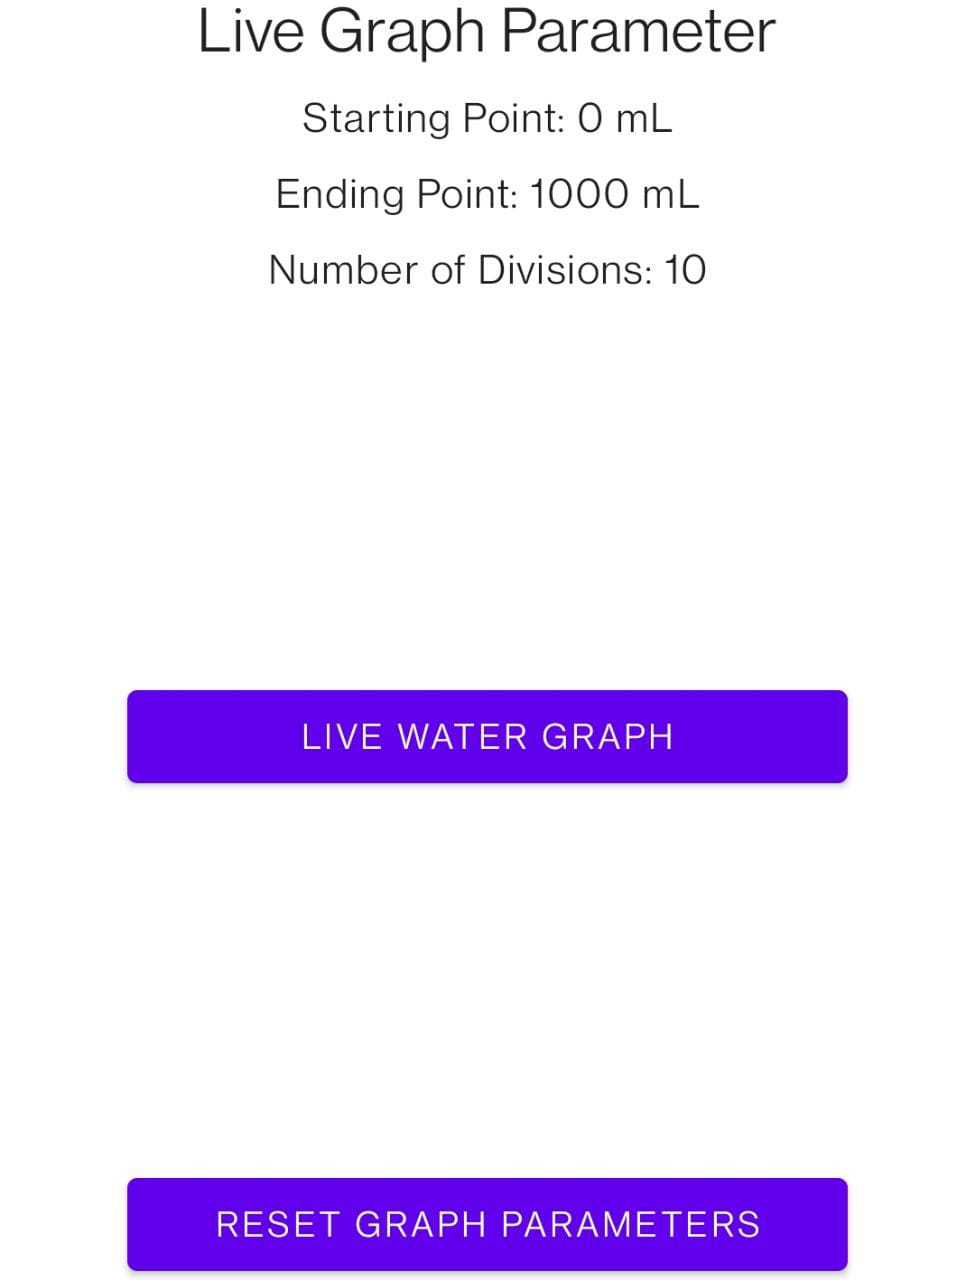 Live Graph Parameter
Starting Point: 0 mL
Ending Point: 1000 mL
Number of Divisions: 10
LIVE WATER GRAPH
RESET GRAPH PARAMETERS